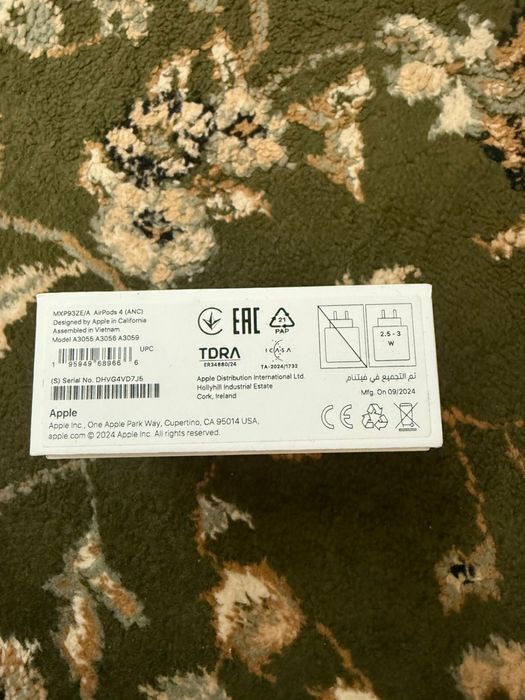 MXP93ZE/A AirPods 4 (ANC)
Designed by Apple in California
Assembled in Vietnam
Model A3055 A3056 A3059
UPC
1 95949 68966 6
(S) Serial No. DHVG4VD7J5
Apple
Apple Inc., One Apple Park Way, Cupertino, CA 95014 USA,
apple.com © 2024 Apple Inc. All rights reserved.
EAC
21
PAP
TDRA
ER34880/24
ICASA
TA-2024/1732
Apple Distribution International Ltd.
Hollyhill Industrial Estate
Cork, Ireland
2.5 - 3
W
تم التجميع في فيتنام
Mfg. On 09/2024
CE